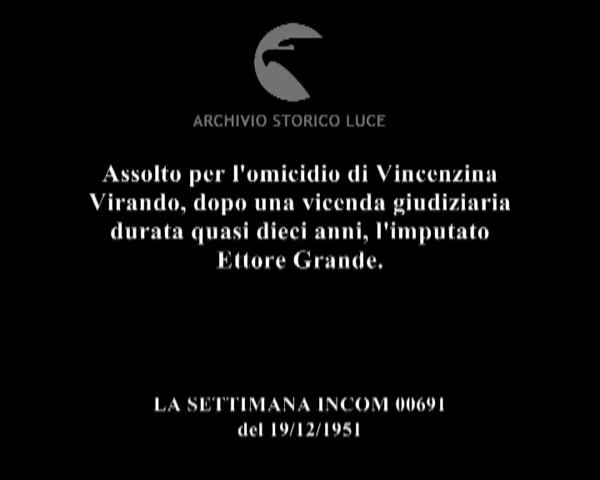 ARCHIVIO STORICO LUCE
Assolto per l'omicidio di Vincenzina
Virando, dopo una vicenda giudiziaria
durata quasi dieci anni, l'imputato
Ettore Grande.
LA SETTIMANA INCOM 00691
del 19/12/1951